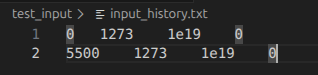 test_input > input_history.txt
1 0 1273 1e19 0
2 5500 1273 1e19 0